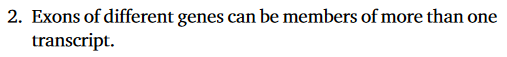 2. Exons of different genes can be members of more than one
transcript.